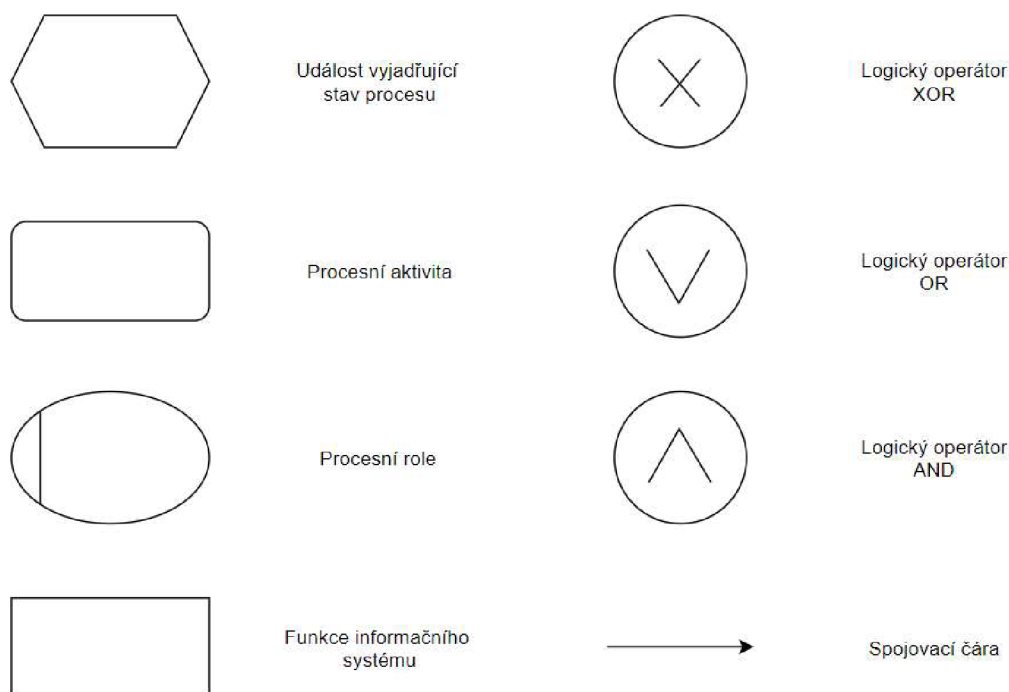 Událost vyjadřující
stav procesu
Logický operátor
XOR
Procesní aktivita
Logický operátor
OR
Procesní role
Logický operátor
AND
Funkce informačního
systému
Spojovací čára